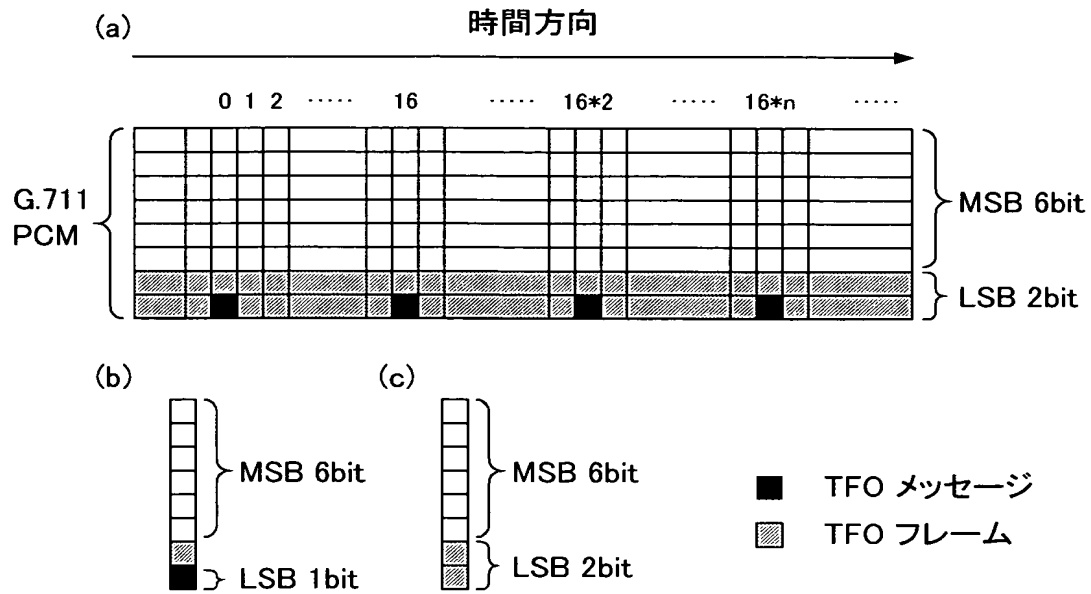 (a)
時間方向
0 1 2 ····· 16 ····· 16*2 ····· 16*n ·····
G.711
PCM
MSB 6bit
LSB 2bit
(b)
MSB 6bit
LSB 1bit
(c)
MSB 6bit
LSB 2bit
TFO メッセージ
TFO フレーム